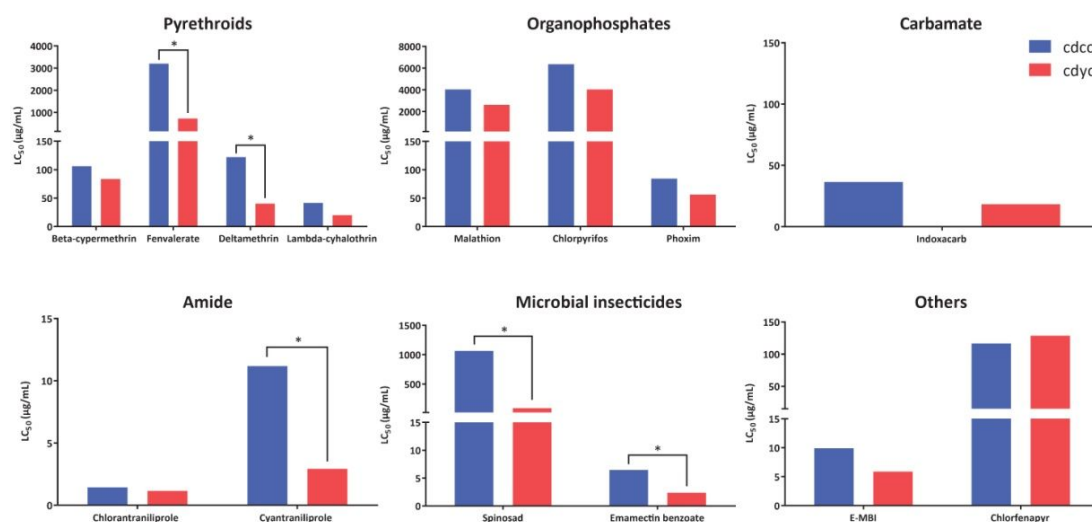 Pyrethroids
4000
3000
2000
1000
150
100
50
0
LC50 (μg/mL)
*
*
Beta-cypermethrin Fenvalerate Deltamethrin Lambda-cyhalothrin
Organophosphates
8000
6000
4000
2000
150
100
50
0
LC50 (μg/mL)
Malathion Chlorpyrifos Phoxim
Carbamate
150
100
50
0
LC50 (μg/mL)
Indoxacarb
cdcc
cdyc
Amide
15
10
5
0
LC50 (μg/mL)
*
Chlorantraniliprole Cyantraniliprole
Microbial insecticides
1500
1000
500
15
10
5
0
LC50 (μg/mL)
*
*
Spinosad Emamectin benzoate
Others
150
100
50
15
10
5
0
LC50 (μg/mL)
E-MBI Chlorfenapyr